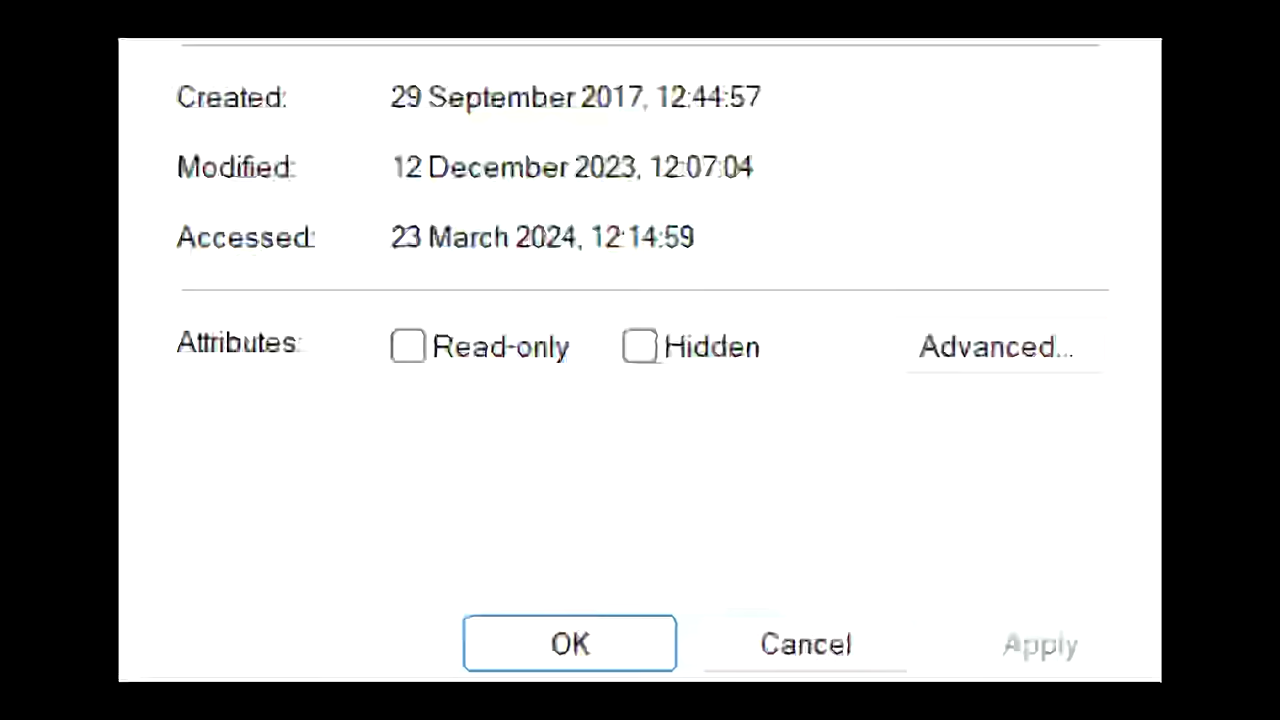 Created: 29 September 2017, 12:44:57
Modified: 12 December 2023, 12:07:04
Accessed: 23 March 2024, 12:14:59
Attributes: Read-only Hidden Advanced...
OK Cancel Apply